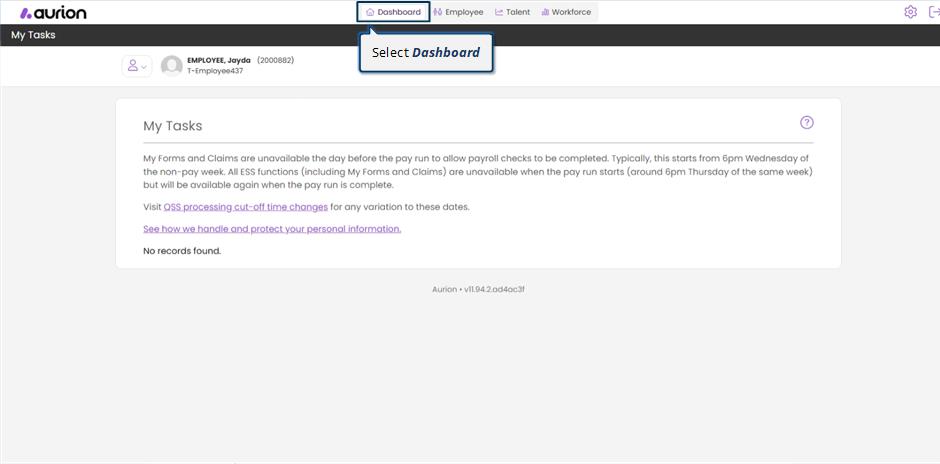 aurion
Dashboard Employee Talent Workforce
My Tasks
Select Dashboard
EMPLOYEE, Jayda (2000882)
T-Employee437
My Tasks
?
My Forms and Claims are unavailable the day before the pay run to allow payroll checks to be completed. Typically, this starts from 6pm Wednesday of
the non-pay week. All ESS functions (including My Forms and Claims) are unavailable when the pay run starts (around 6pm Thursday of the same week)
but will be available again when the pay run is complete.
Visit QSS processing cut-off time changes for any variation to these dates.
See how we handle and protect your personal information.
No records found.
Aurion • v11.94.2.ad4ac3f